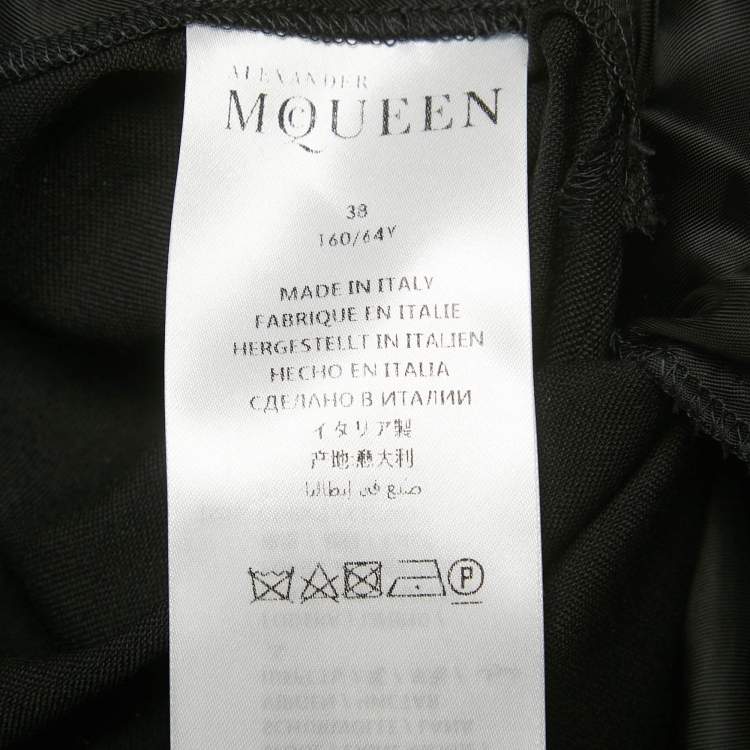 ALEXANDER
McQUEEN
38
160/64Y
MADE IN ITALY
FABRIQUE EN ITALIE
HERGESTELLT IN ITALIEN
HECHO EN ITALIA
СДЕЛАНО В ИТАЛИИ
イタリア製
产地:意大利
صنع في إيطاليا
P